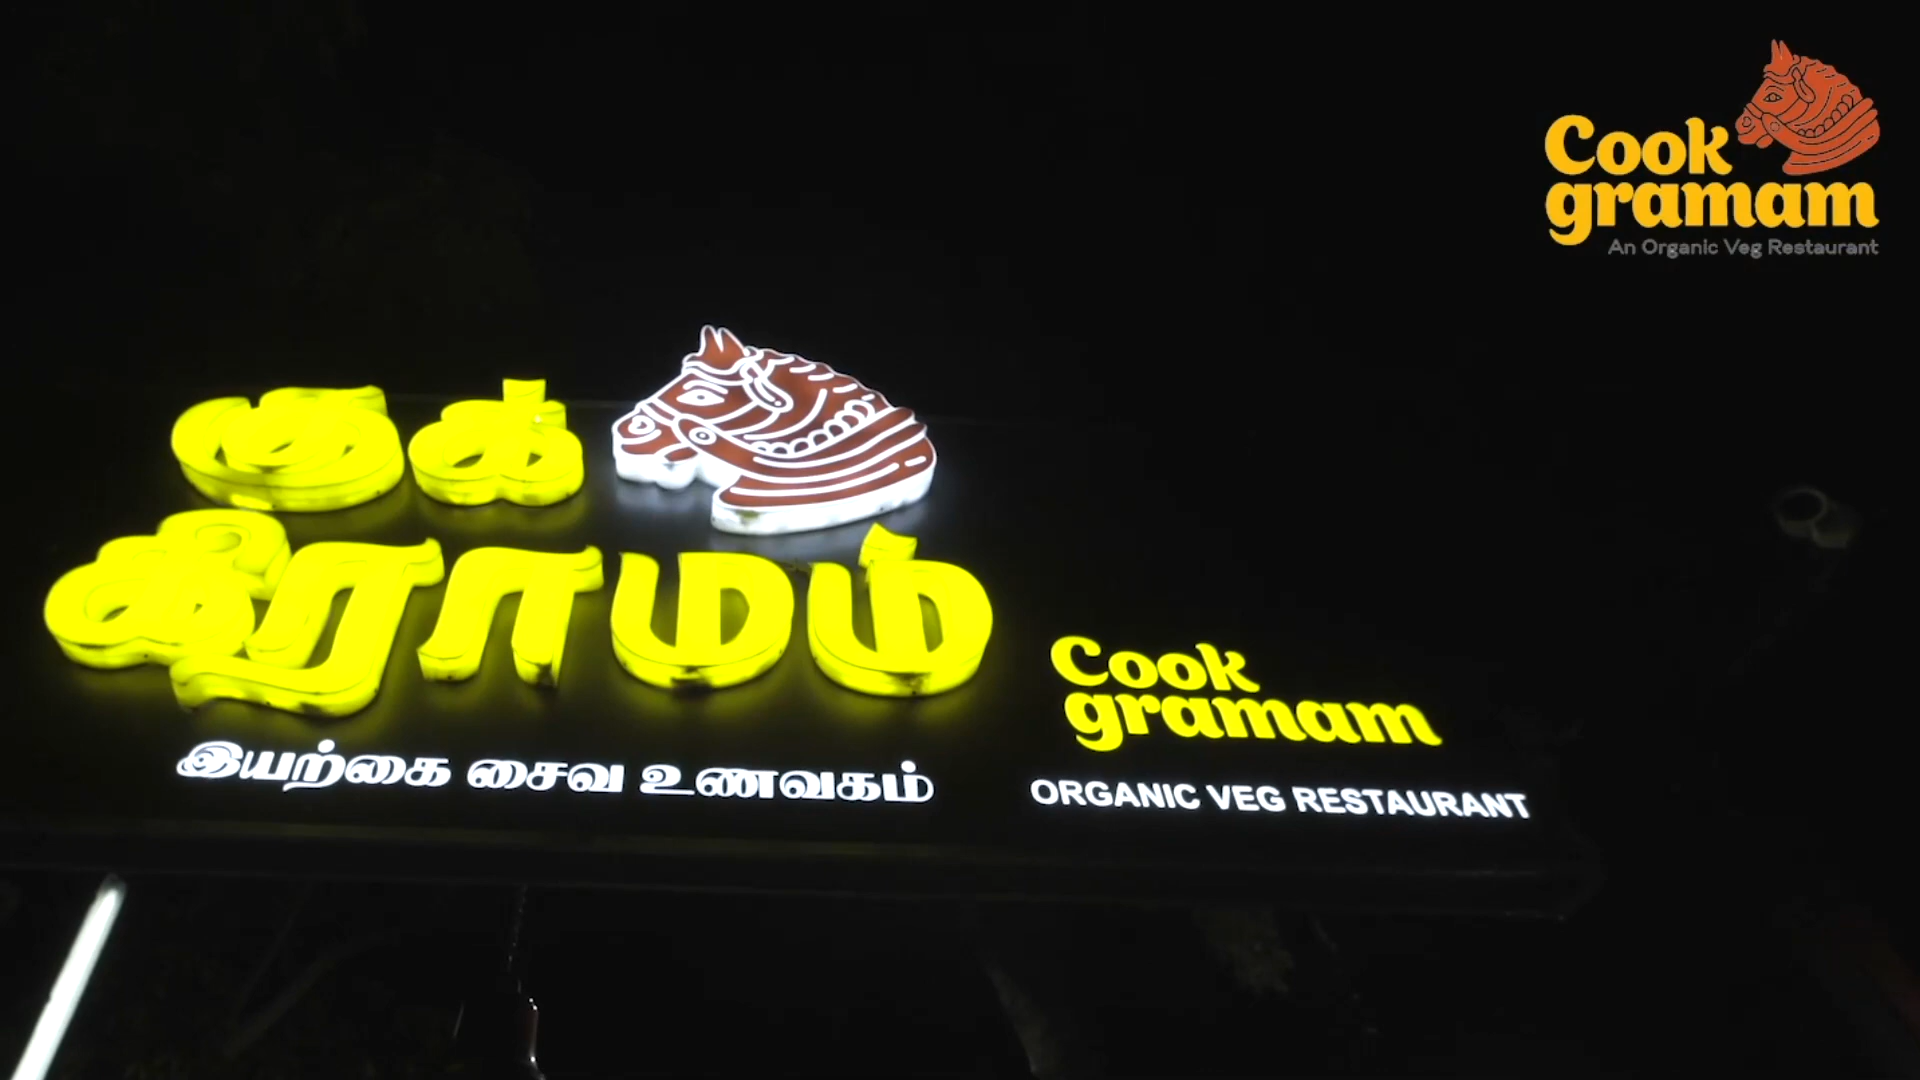 Cook
gramam
An Organic Veg Restaurant
குக்
கிராமம்
Cook
gramam
இயற்கை சைவ உணவகம்
ORGANIC VEG RESTAURANT